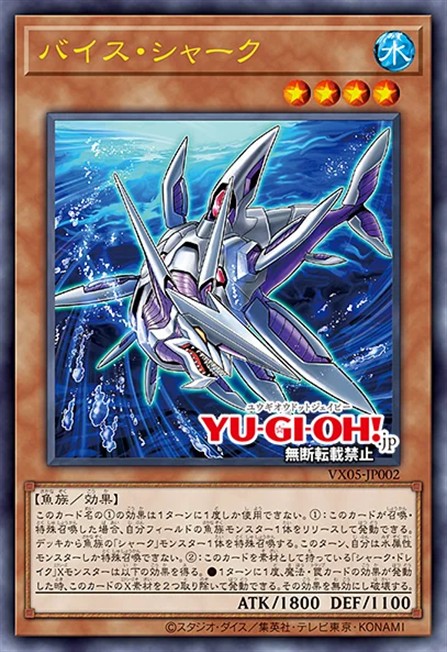 バイス・シャーク
水
ユウギオウドットジェイピー
YU-GI-OH!.jp
無断転載禁止
VX05-JP002
【魚族/効果】
このカード名の①の効果は1ターンに1度しか使用できない。①:このカードが召喚・
特殊召喚した場合、自分フィールドの魚族モンスター1体をリリースして発動できる。
デッキから魚族の「シャーク」モンスター1体を特殊召喚する。このターン、自分は水属性
モンスターしか特殊召喚できない。②:このカードを素材として持っている「シャーク・ドレ
イク」Xモンスターは以下の効果を得る。●1ターンに1度、魔法・罠カードの効果が発動
した時、このカードのX素材を2つ取り除いて発動できる。その効果を無効にし破壊する。
ATK/1800 DEF/1100
©スタジオ・ダイス/集英社・テレビ東京・KONAMI